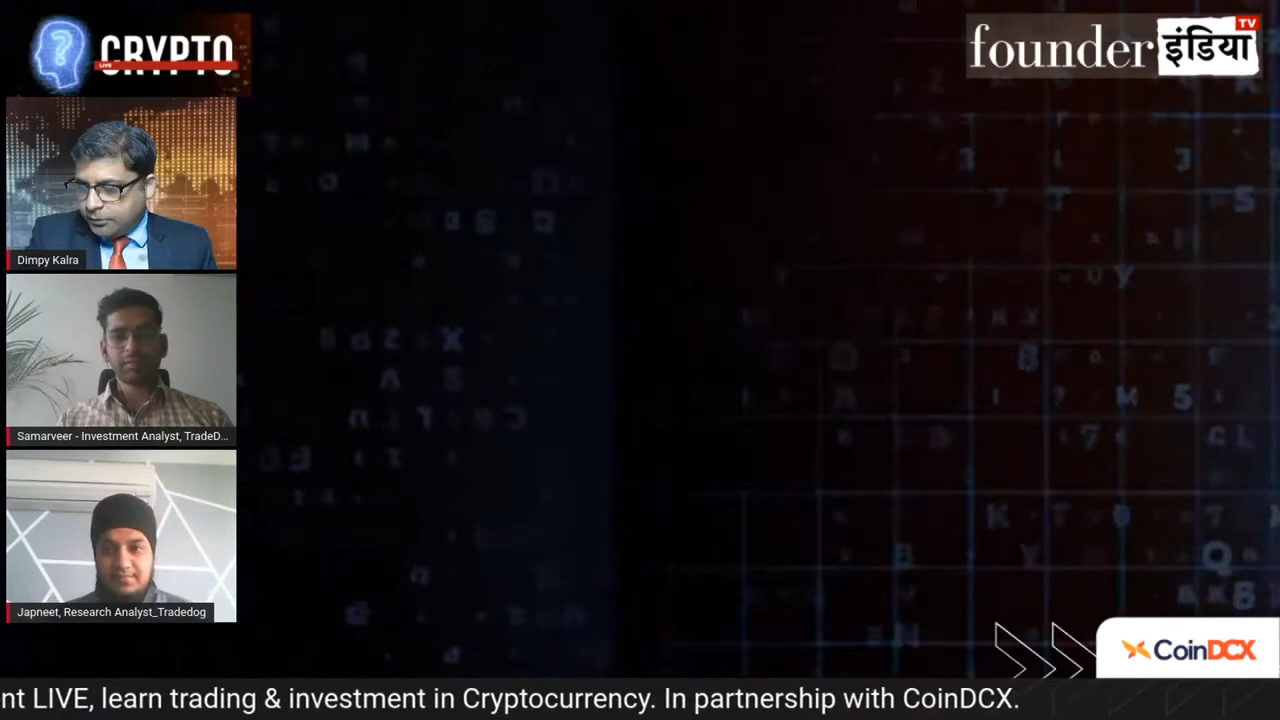 CRYPTO
LIVE
founder इंडिया TV
Dimpy Kalra
Samarveer - Investment Analyst, TradeD...
Japneet, Research Analyst_Tradedog
CoinDCX
nt LIVE, learn trading & investment in Cryptocurrency. In partnership with CoinDCX.